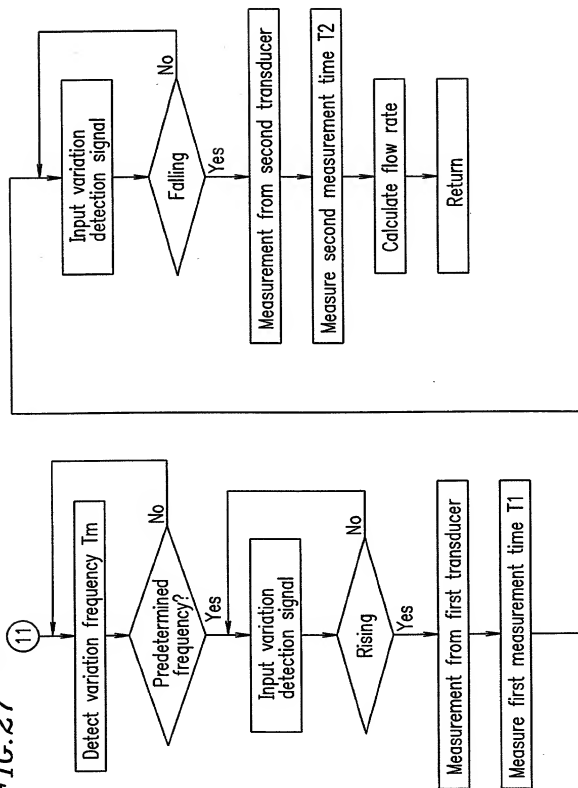 FIG. 27
11
Detect variation frequency Tm
Predetermined
frequency?
No
Yes
Input variation
detection signal
Rising
No
Yes
Measurement from first transducer
Measure first measurement time T1
Input variation
detection signal
Falling
No
Yes
Measurement from second transducer
Measure second measurement time T2
Calculate flow rate
Return